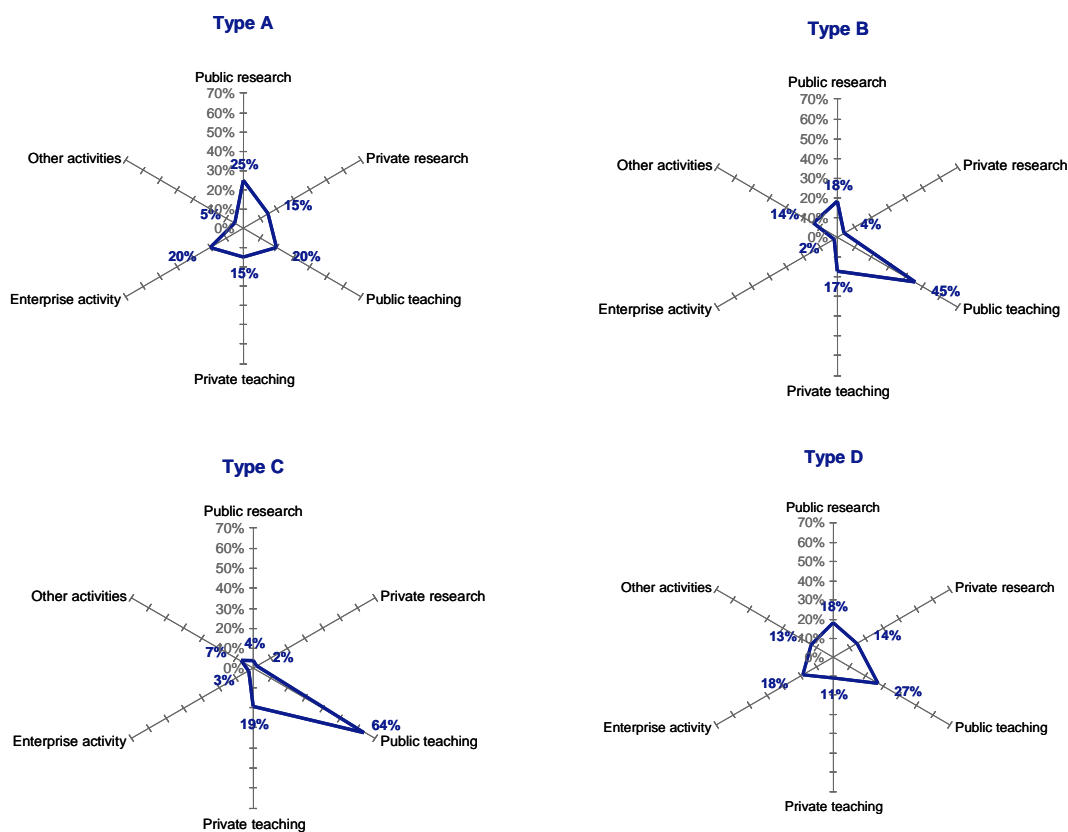 Type A
Public research
70%
60%
50%
40%
30%
20%
10%
0%
25%
Private research
15%
20%
Public teaching
15%
Private teaching
20%
Enterprise activity
5%
Other activities
Type B
Public research
70%
60%
50%
40%
30%
20%
10%
0%
18%
Private research
4%
45%
Public teaching
17%
Private teaching
2%
Enterprise activity
14%
Other activities
Type C
Public research
70%
60%
50%
40%
30%
20%
10%
0%
4%
Private research
2%
64%
Public teaching
19%
Private teaching
3%
Enterprise activity
7%
Other activities
Type D
Public research
70%
60%
50%
40%
30%
20%
10%
0%
18%
Private research
14%
27%
Public teaching
11%
Private teaching
18%
Enterprise activity
13%
Other activities